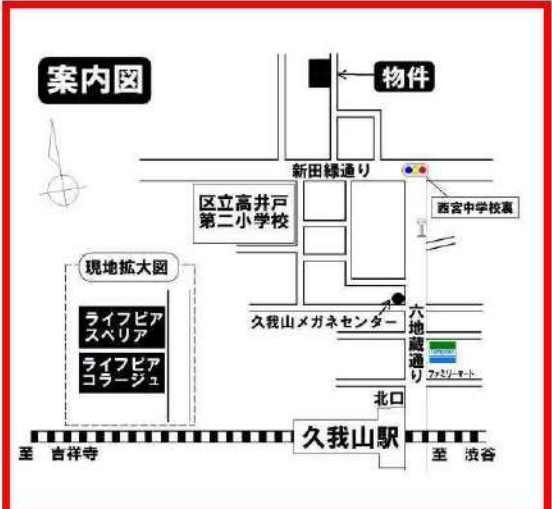 案内図
物件
新田緑通り
西宮中学校裏
区立高井戸
第二小学校
現地拡大図
ライフピア
スペリア
ライフピア
コラージュ
久我山メガネセンター
六地蔵通り
ファミリーマート
北口
久我山駅
至 吉祥寺
至 渋谷